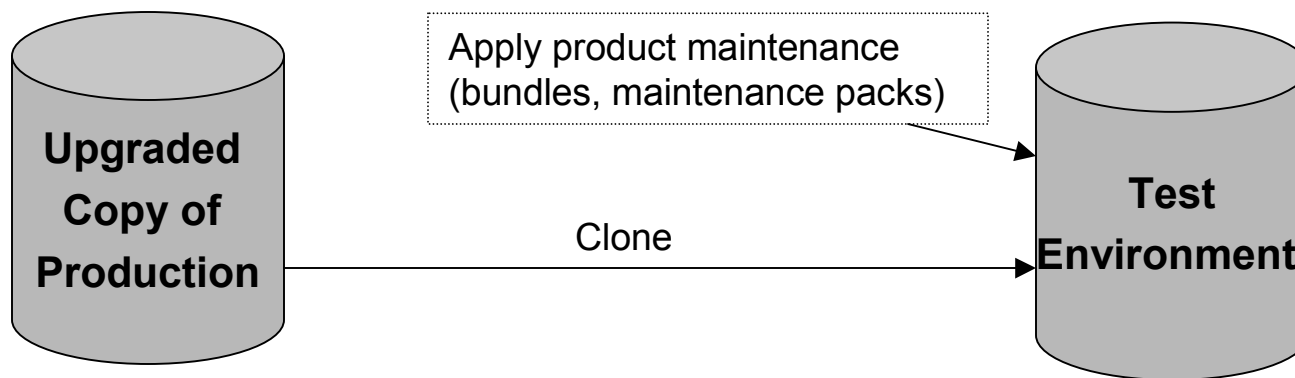 Apply product maintenance
(bundles, maintenance packs)
Upgraded
Copy of
Production
Clone
Test
Environment